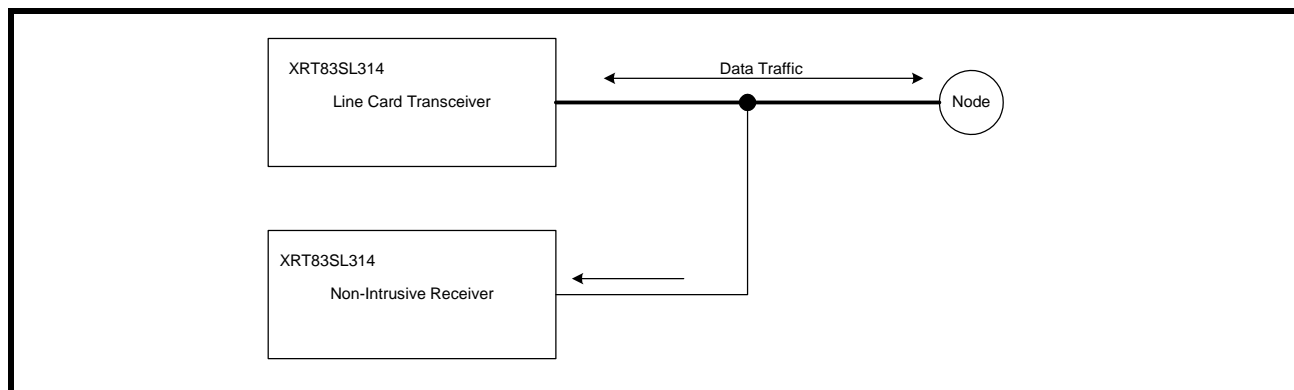 XRT83SL314
Line Card Transceiver
Data Traffic
Node
XRT83SL314
Non-Intrusive Receiver